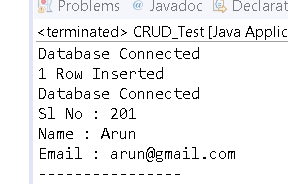 Problems @ Javadoc Declarat
<terminated> CRUD_Test [Java Applic
Database Connected
1 Row Inserted
Database Connected
Sl No : 201
Name : Arun
Email : arun@gmail.com
----------------